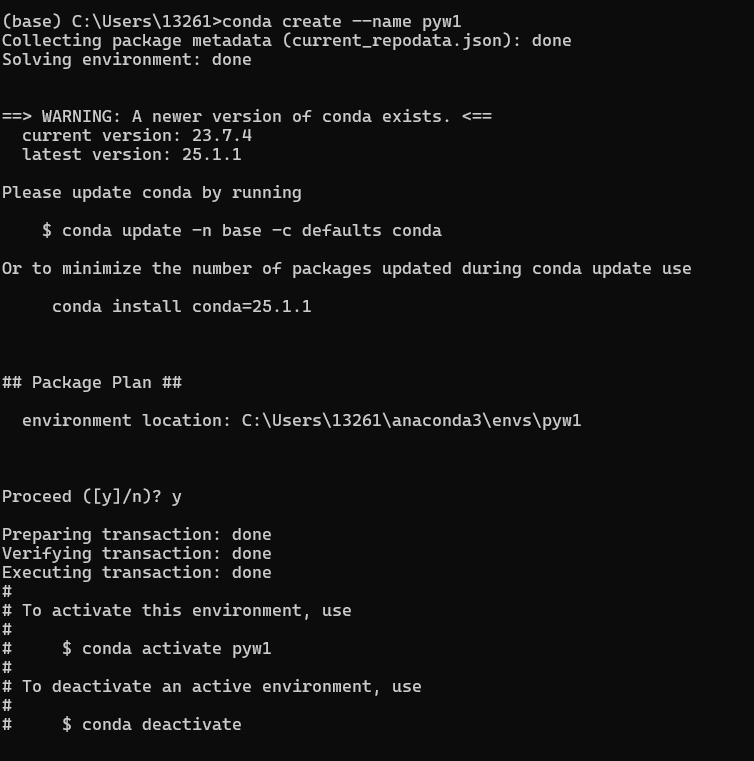 (base) C:\Users\13261>conda create --name pyw1
Collecting package metadata (current_repodata.json): done
Solving environment: done
==> WARNING: A newer version of conda exists. <==
current version: 23.7.4
latest version: 25.1.1
Please update conda by running
$ conda update -n base -c defaults conda
Or to minimize the number of packages updated during conda update use
conda install conda=25.1.1
## Package Plan ##
environment location: C:\Users\13261\anaconda3\envs\pyw1
Proceed ([y]/n)? y
Preparing transaction: done
Verifying transaction: done
Executing transaction: done
#
# To activate this environment, use
#
#     $ conda activate pyw1
#
# To deactivate an active environment, use
#
#     $ conda deactivate